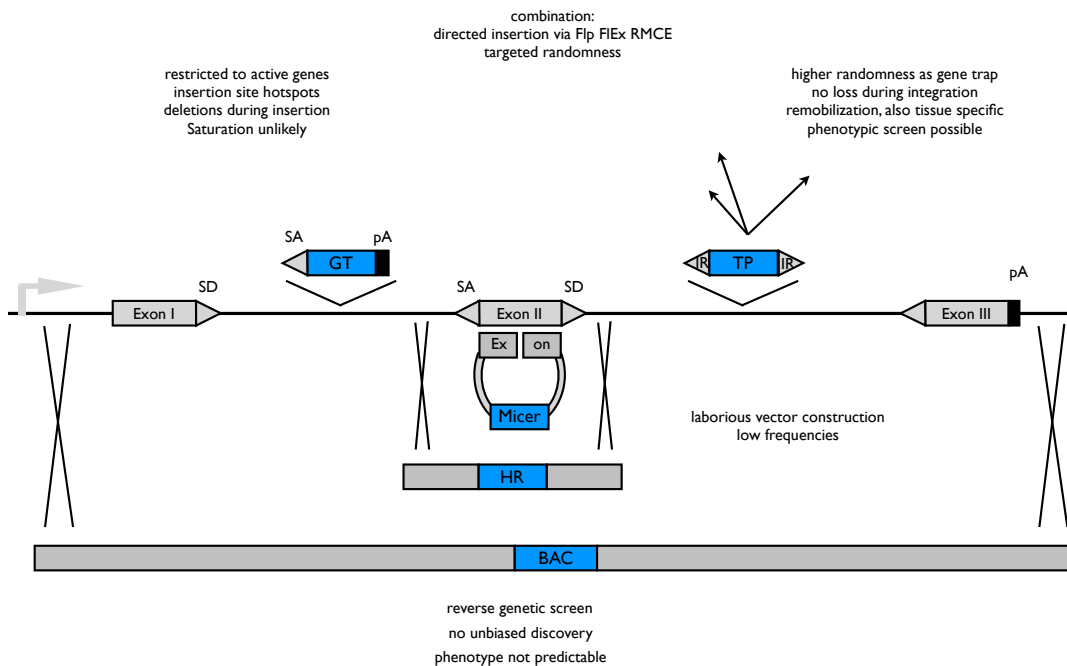 combination:
directed insertion via Flp FlEx RMCE
targeted randomness
restricted to active genes
insertion site hotspots
deletions during insertion
Saturation unlikely
higher randomness as gene trap
no loss during integration
remobilization, also tissue specific
phenotypic screen possible
SA
pA
GT
IR
TP
IR
SD
SA
SD
pA
Exon I
Exon II
Exon III
Ex
on
Micer
laborious vector construction
low frequencies
HR
BAC
reverse genetic screen
no unbiased discovery
phenotype not predictable